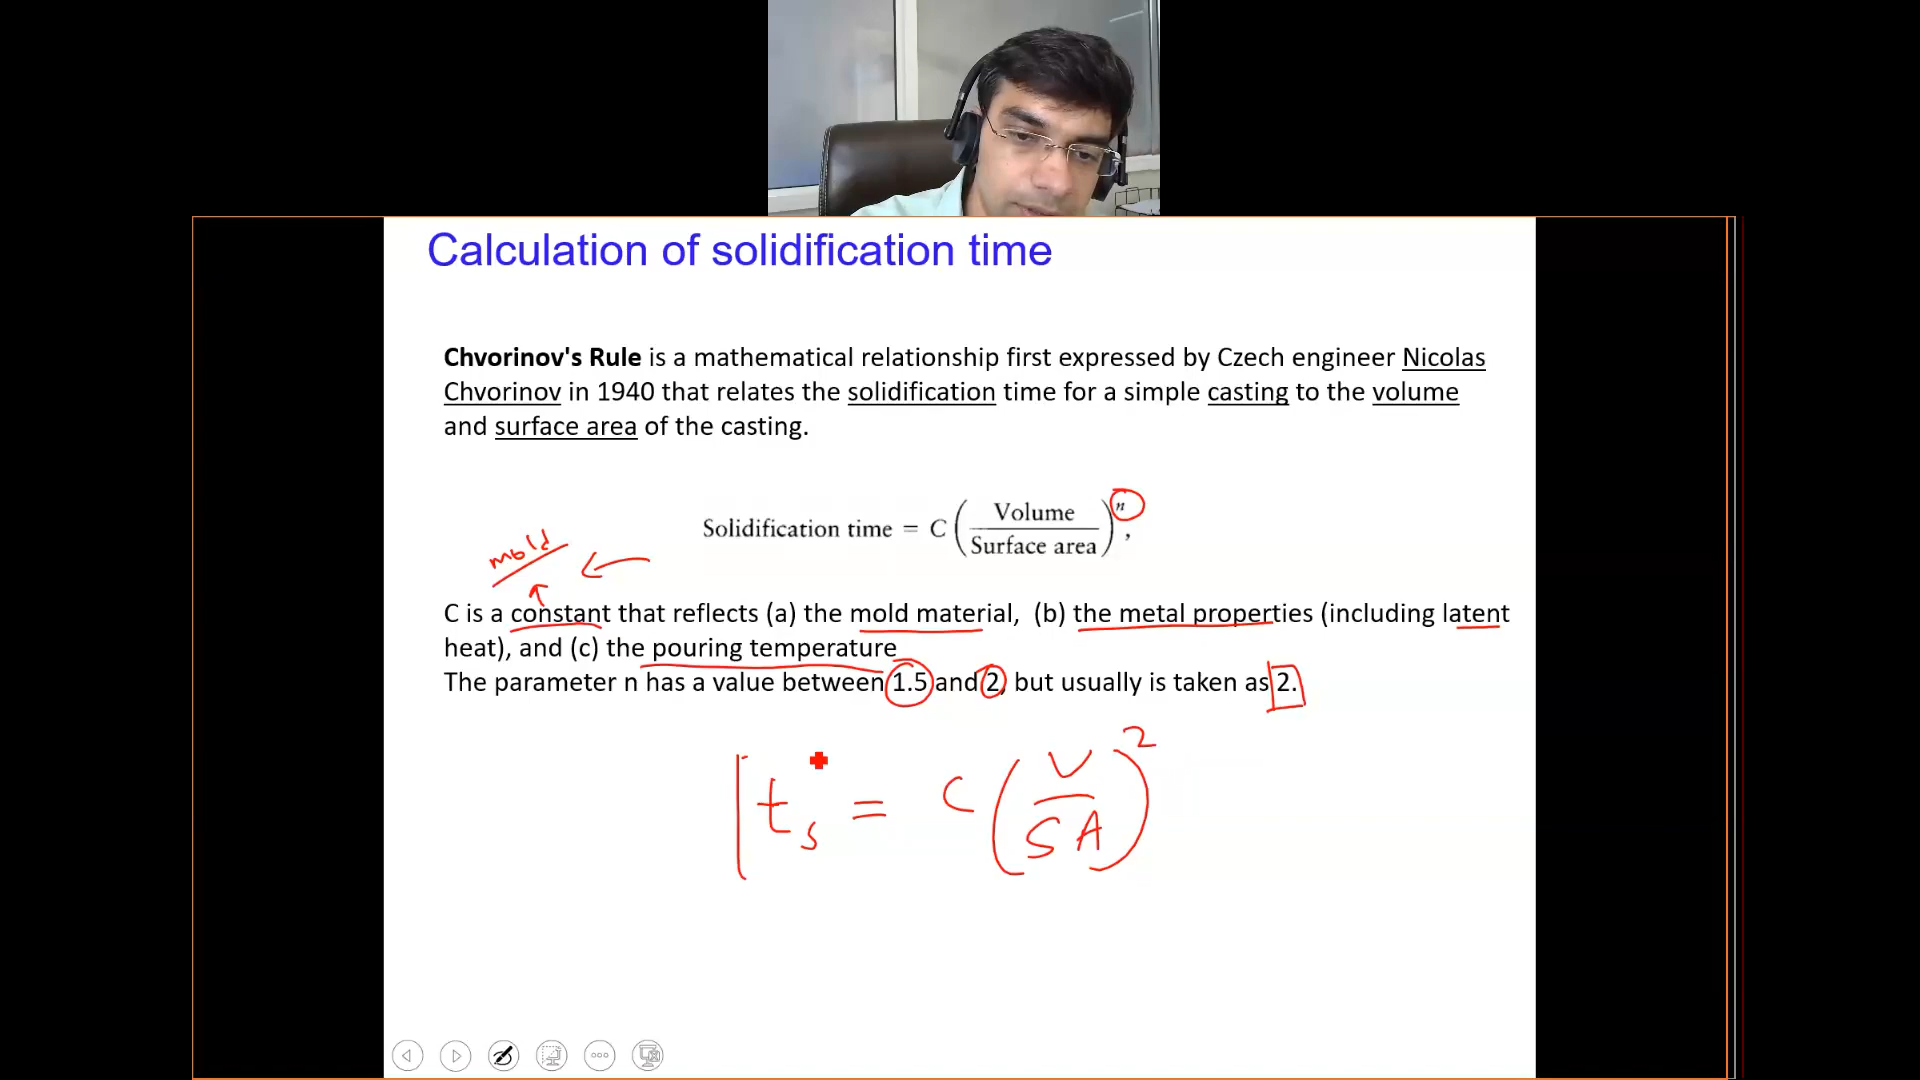 Calculation of solidification time
Chvorinov's Rule is a mathematical relationship first expressed by Czech engineer Nicolas
Chvorinov in 1940 that relates the solidification time for a simple casting to the volume
and surface area of the casting.
Solidification time = C (Volume / Surface area)^n,
mold
C is a constant that reflects (a) the mold material, (b) the metal properties (including latent
heat), and (c) the pouring temperature
The parameter n has a value between 1.5 and 2, but usually is taken as 2.
t_s = C (V / SA)^2